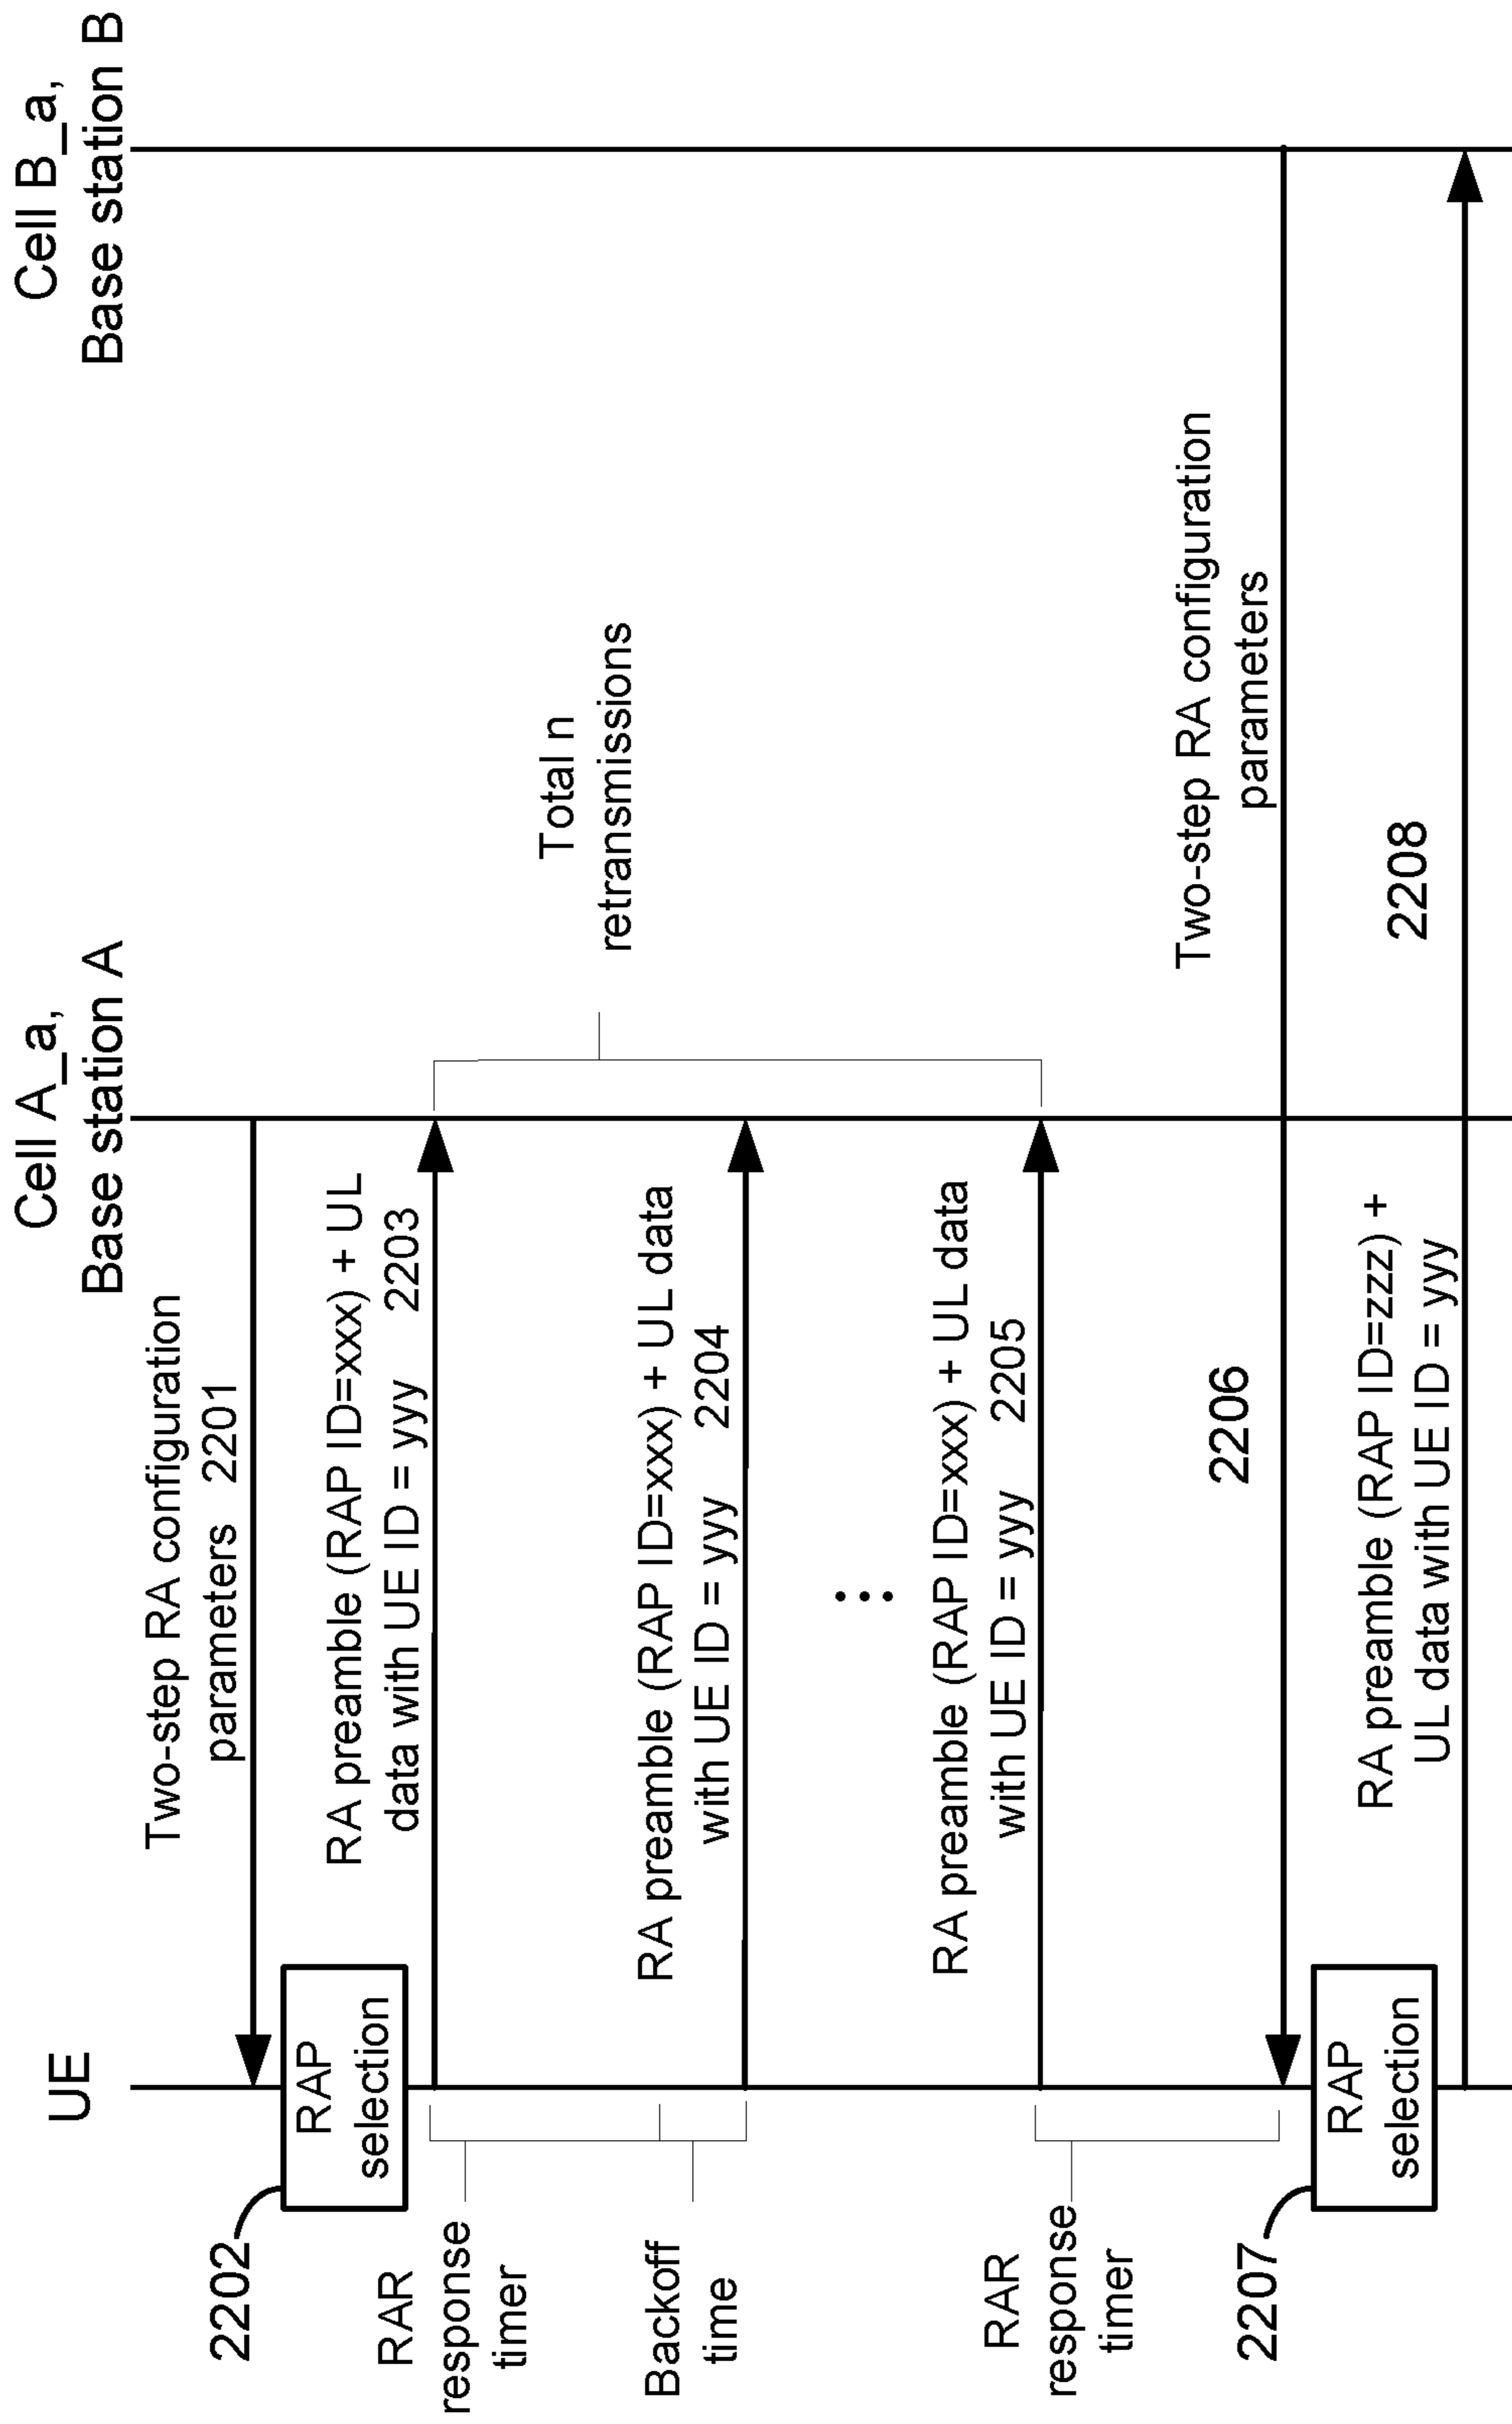 UE
Cell A_a,
Base station A
Cell B_a,
Base station B
Two-step RA configuration
parameters 2201
2202
RAP
selection
RA preamble (RAP ID=xxx) + UL
data with UE ID = yyy 2203
RAR
response
timer
Total n
retransmissions
Backoff
time
RA preamble (RAP ID=xxx) + UL data
with UE ID = yyy 2204
RA preamble (RAP ID=xxx) + UL data
with UE ID = yyy 2205
RAR
response
timer
Two-step RA configuration
parameters
2206
2207
RAP
selection
RA preamble (RAP ID=zzz) +
UL data with UE ID = yyy
2208